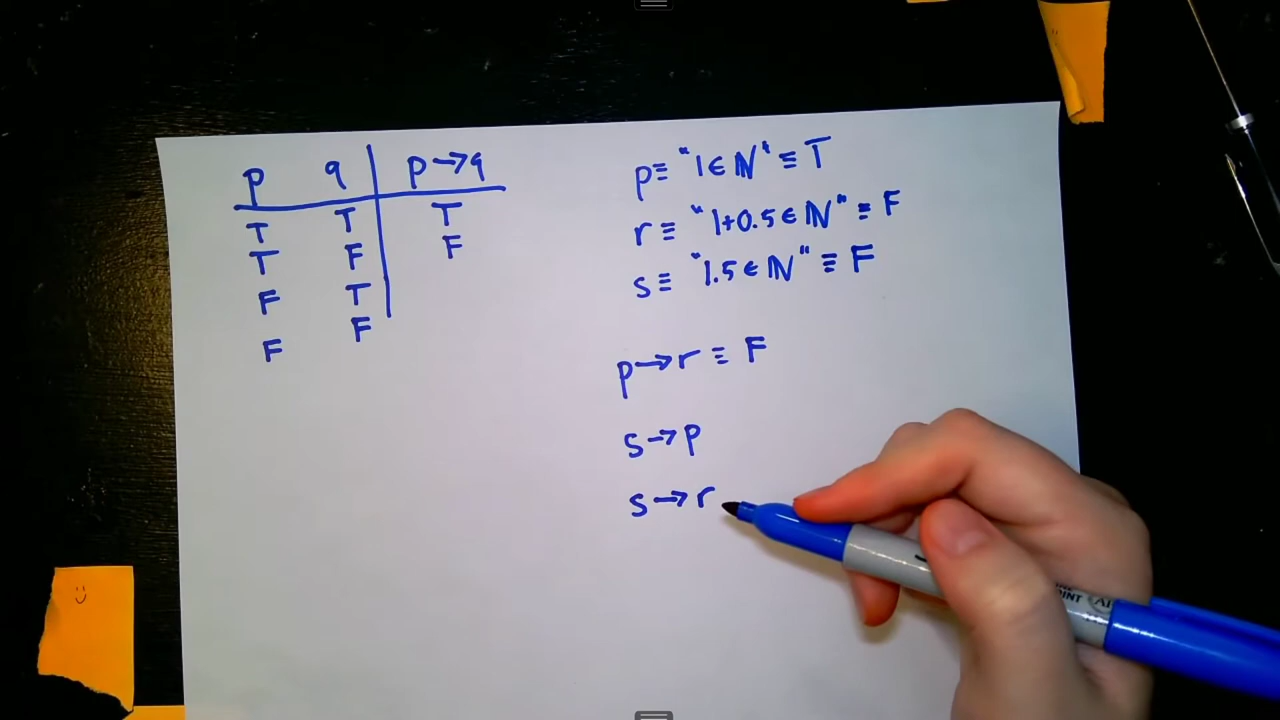 p q p→q
T T T
T F F
F T
F F
p≡ "1∈ℕ" ≡ T
r ≡ "1+0.5∈ℕ" ≡ F
s≡ "1.5∈ℕ" ≡ F
p→r ≡ F
s→p
s→r